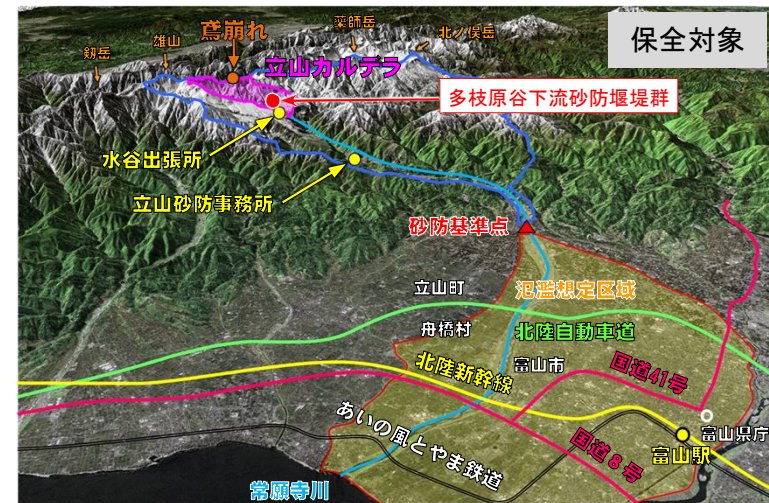 保全対象
鳶崩れ
薬師岳
北ノ俣岳
雄山
剱岳
立山カルデラ
多枝原谷下流砂防堰堤群
水谷出張所
立山砂防事務所
砂防基準点
立山町
氾濫想定区域
舟橋村
北陸自動車道
富山市
北陸新幹線
国道41号
あいの風とやま鉄道
国道8号
富山県庁
富山駅
常願寺川